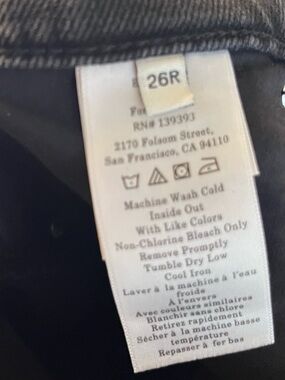 26R
RN# 139393
2170 Folsom Street,
San Francisco, CA 94110
Machine Wash Cold
Inside Out
With Like Colors
Non-Chlorine Bleach Only
Remove Promptly
Tumble Dry Low
Cool Iron
Laver à la machine à l'eau
froide
À l'envers
Avec couleurs similaires
Blanchir sans chlore
Retirez rapidement
Sécher à la machine basse
température
Repasser à fer bas